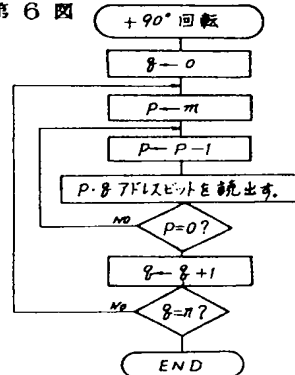 第 6 図
+90° 回転
q ← 0
P ← m
P ← P-1
P・q アドレスビットを読出す。
P=0?
NO
q ← q+1
q=n?
No
END